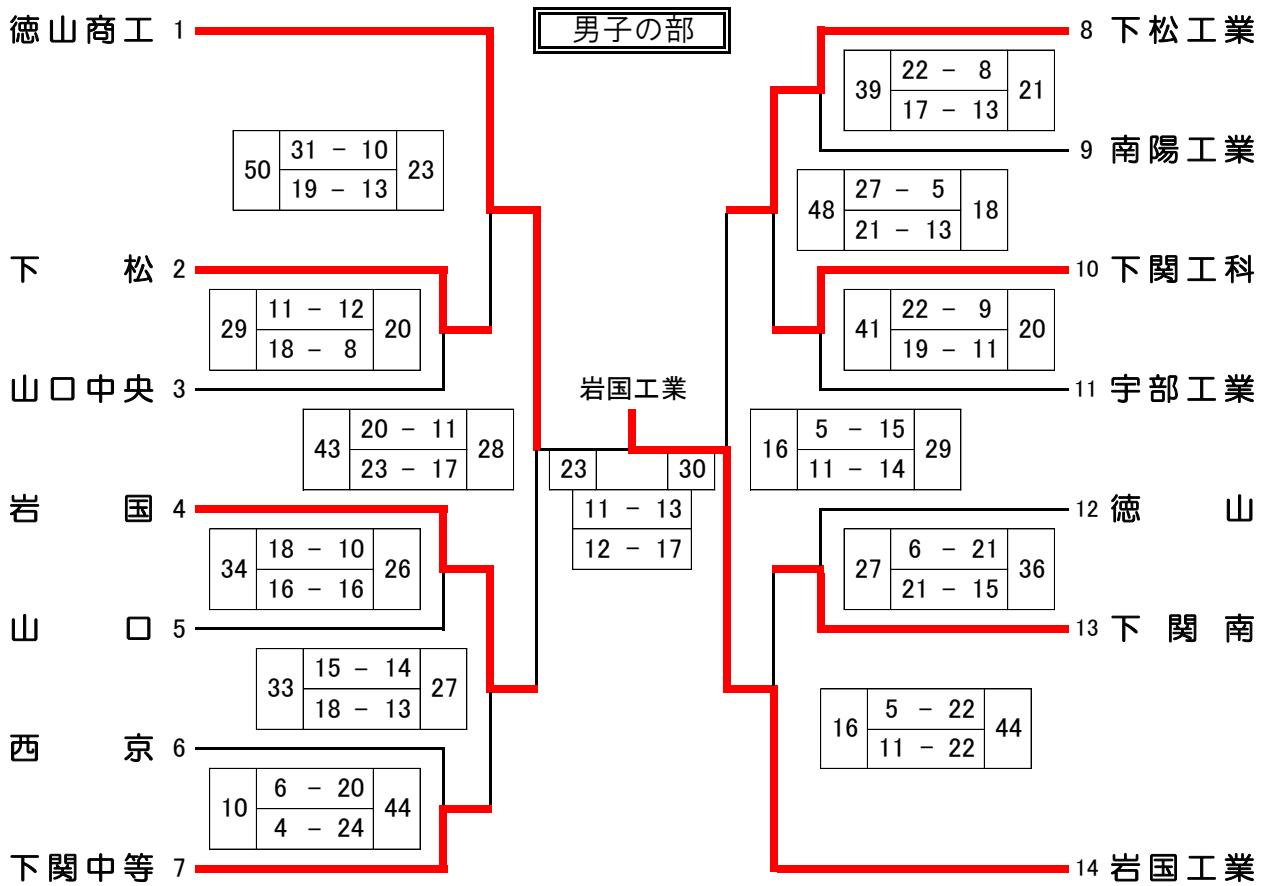 男子の部
徳山商工 1
50 31 - 10 23
19 - 13
下松 2
29 11 - 12 20
18 - 8
山口中央 3
43 20 - 11 28
23 - 17
岩国 4
34 18 - 10 26
16 - 16
山口 5
33 15 - 14 27
18 - 13
西京 6
10 6 - 20 44
4 - 24
下関中等 7
岩国工業
23 30
11 - 13
12 - 17
8 下松工業
39 22 - 8 21
17 - 13
9 南陽工業
48 27 - 5 18
21 - 13
10 下関工科
41 22 - 9 20
19 - 11
11 宇部工業
16 5 - 15 29
11 - 14
12 徳山
27 6 - 21 36
21 - 15
13 下関南
16 5 - 22 44
11 - 22
14 岩国工業